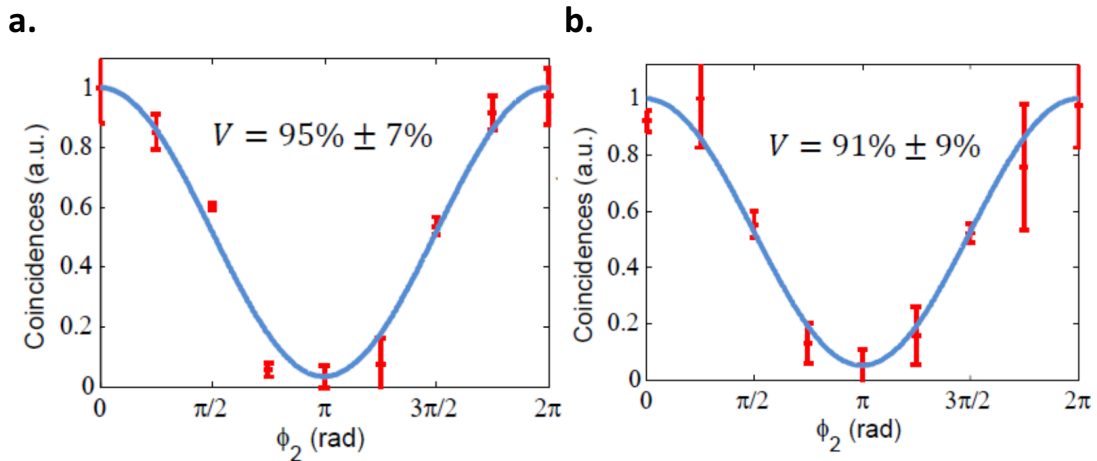 a.
Coincidences (a.u.)
1
0.8
0.6
0.4
0.2
0
V = 95% ± 7%
0 π/2 π 3π/2 2π
ϕ₂ (rad)
b.
Coincidences (a.u.)
1
0.8
0.6
0.4
0.2
0
V = 91% ± 9%
0 π/2 π 3π/2 2π
ϕ₂ (rad)